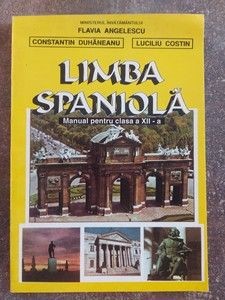 MINISTERUL ÎNVĂŢĂMÂNTULUI
FLAVIA ANGELESCU
CONSTANTIN DUHĂNEANU LUCILIU COSTIN
LIMBA
SPANIOLĂ
Manual pentru clasa a XII - a